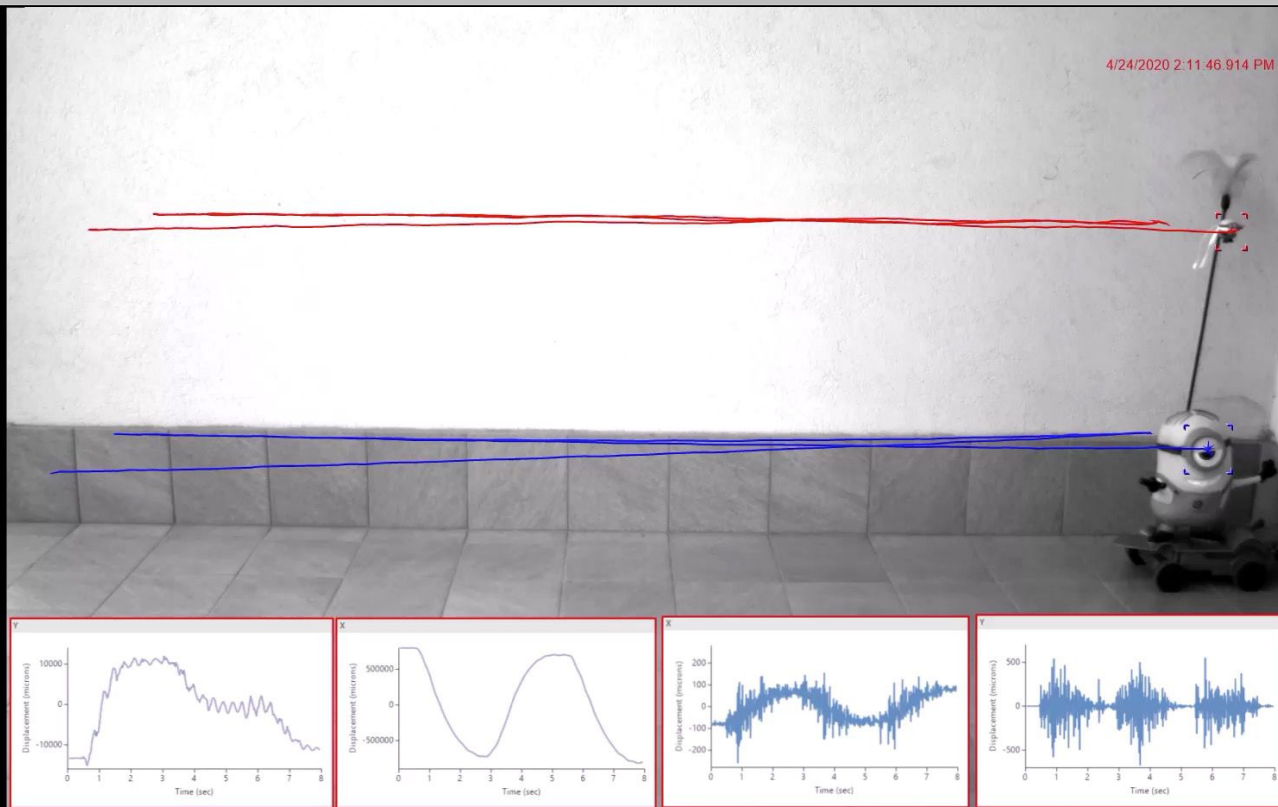 4/24/2020 2:11:46 914 PM
Y
Displacement (microns)
10000
0
-10000
0 1 2 3 4 5 6 7 8
Time (sec)
X
Displacement (microns)
500000
0
-500000
0 1 2 3 4 5 6 7 8
Time (sec)
X
Displacement (microns)
200
100
0
-100
-200
0 1 2 3 4 5 6 7 8
Time (sec)
Y
Displacement (microns)
500
0
-500
0 1 2 3 4 5 6 7 8
Time (sec)